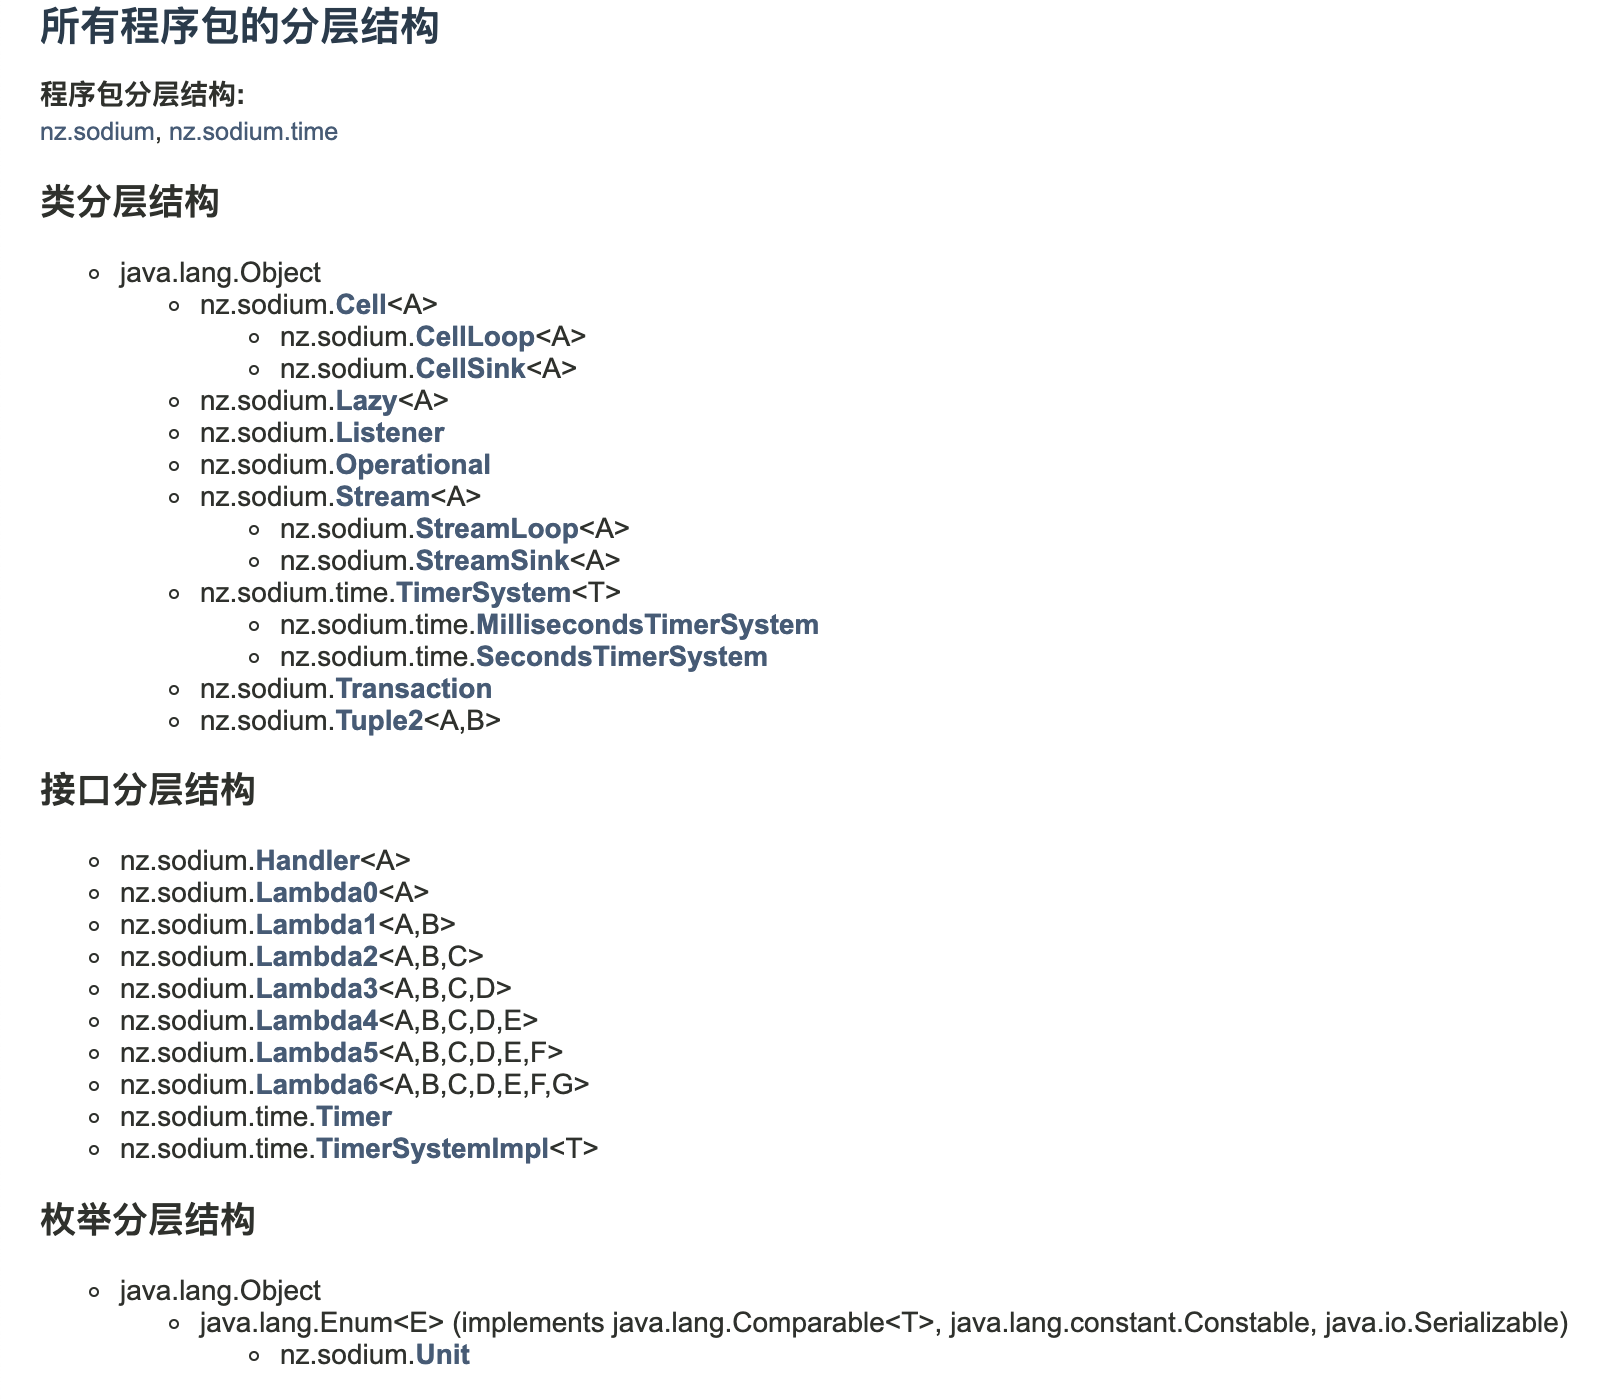 所有程序包的分层结构
程序包分层结构:
nz.sodium, nz.sodium.time
类分层结构
java.lang.Object
nz.sodium.Cell<A>
nz.sodium.CellLoop<A>
nz.sodium.CellSink<A>
nz.sodium.Lazy<A>
nz.sodium.Listener
nz.sodium.Operational
nz.sodium.Stream<A>
nz.sodium.StreamLoop<A>
nz.sodium.StreamSink<A>
nz.sodium.time.TimerSystem<T>
nz.sodium.time.MillisecondsTimerSystem
nz.sodium.time.SecondsTimerSystem
nz.sodium.Transaction
nz.sodium.Tuple2<A,B>
接口分层结构
nz.sodium.Handler<A>
nz.sodium.Lambda0<A>
nz.sodium.Lambda1<A,B>
nz.sodium.Lambda2<A,B,C>
nz.sodium.Lambda3<A,B,C,D>
nz.sodium.Lambda4<A,B,C,D,E>
nz.sodium.Lambda5<A,B,C,D,E,F>
nz.sodium.Lambda6<A,B,C,D,E,F,G>
nz.sodium.time.Timer
nz.sodium.time.TimerSystemImpl<T>
枚举分层结构
java.lang.Object
java.lang.Enum<E> (implements java.lang.Comparable<T>, java.lang.constant.Constable, java.io.Serializable)
nz.sodium.Unit